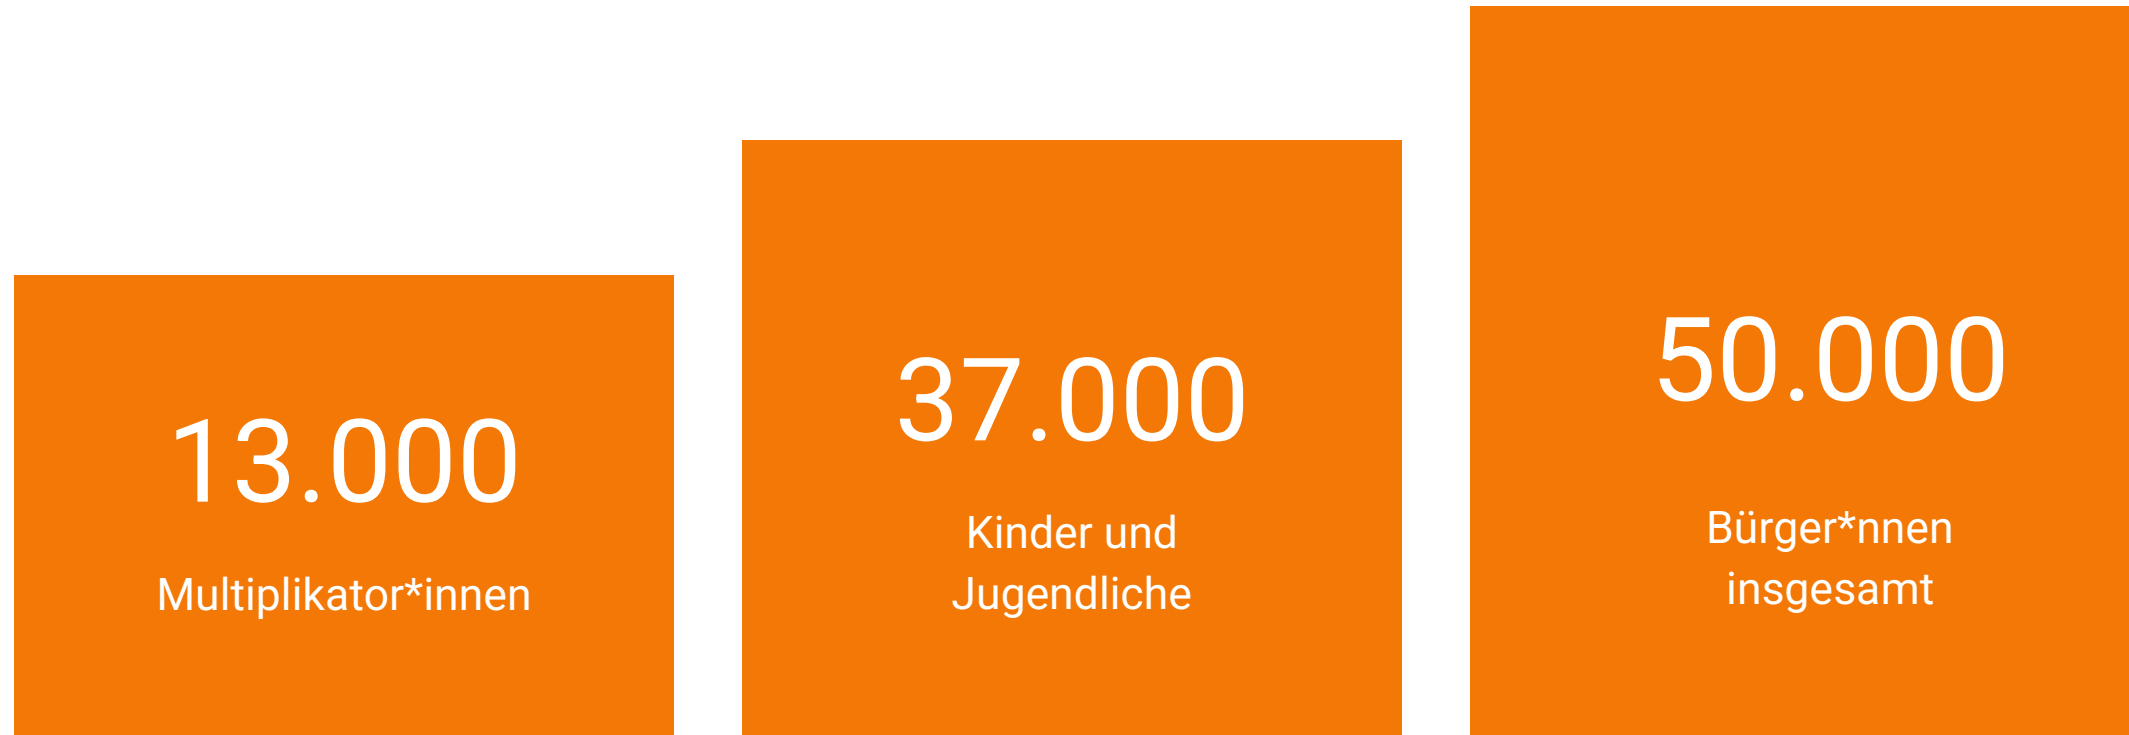 13.000
Multiplikator*innen
37.000
Kinder und
Jugendliche
50.000
Bürger*nnen
insgesamt